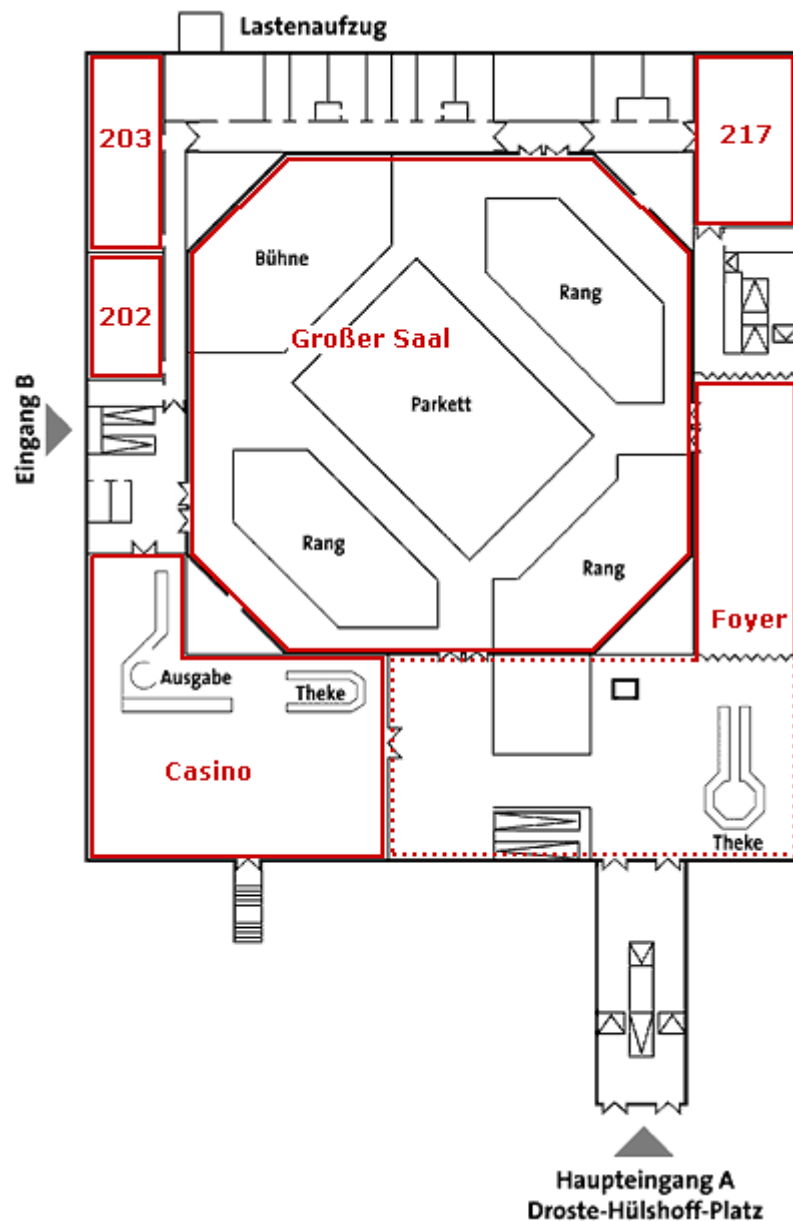 Lastenaufzug
203
217
Bühne
Rang
202
Großer Saal
Parkett
Eingang B
Rang
Rang
Foyer
Ausgabe
Theke
Casino
Theke
Haupteingang A
Droste-Hülshoff-Platz